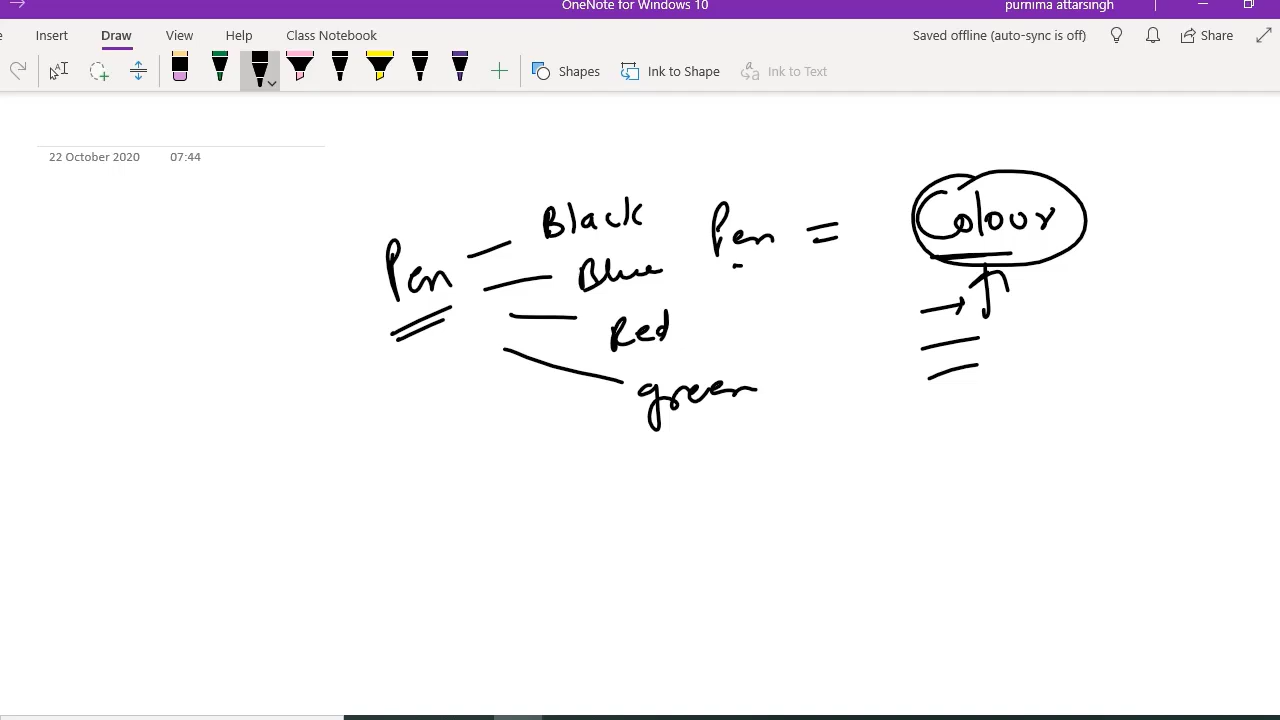 OneNote for Windows 10
purnima attarsingh
Insert Draw View Help Class Notebook
Saved offline (auto-sync is off) Share
Shapes Ink to Shape Ink to Text
22 October 2020 07:44
Pen
Black
Blue
Red
green
Pen = Colour